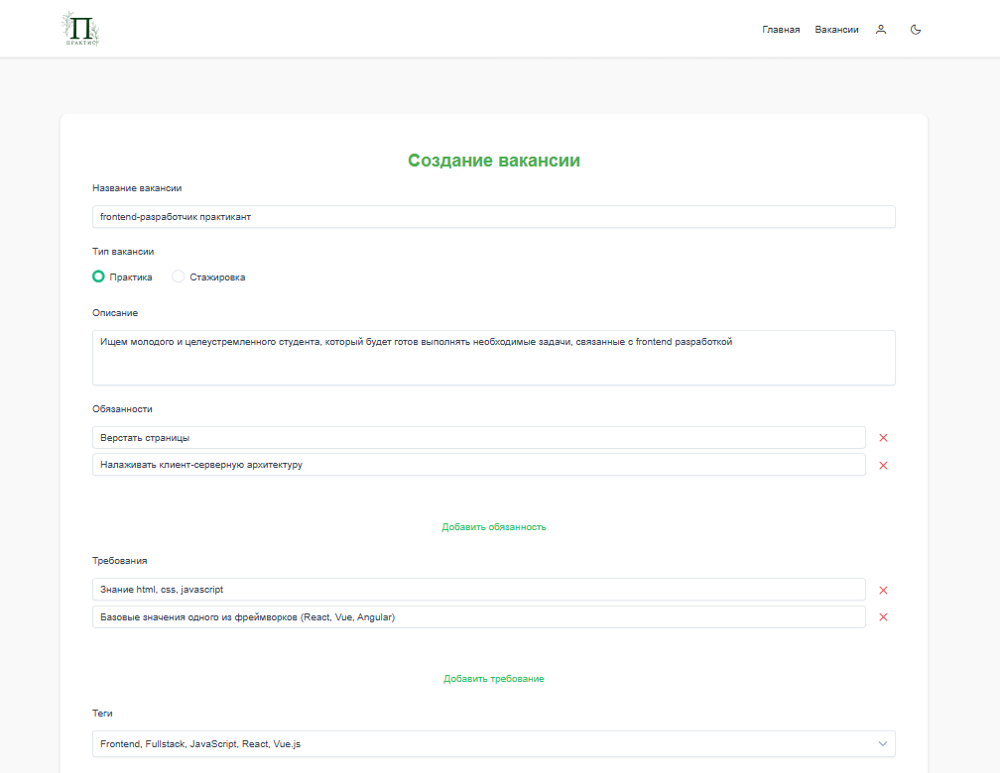 П
ПРАКТИС
Главная Вакансии
Создание вакансии
Название вакансии
frontend-разработчик практикант
Тип вакансии
Практика Стажировка
Описание
Ищем молодого и целеустремленного студента, который будет готов выполнять необходимые задачи, связанные с frontend разработкой
Обязанности
Верстать страницы
Налаживать клиент-серверную архитектуру
Добавить обязанность
Требования
Знание html, css, javascript
Базовые значения одного из фреймворков (React, Vue, Angular)
Добавить требование
Теги
Frontend, Fullstack, JavaScript, React, Vue.js